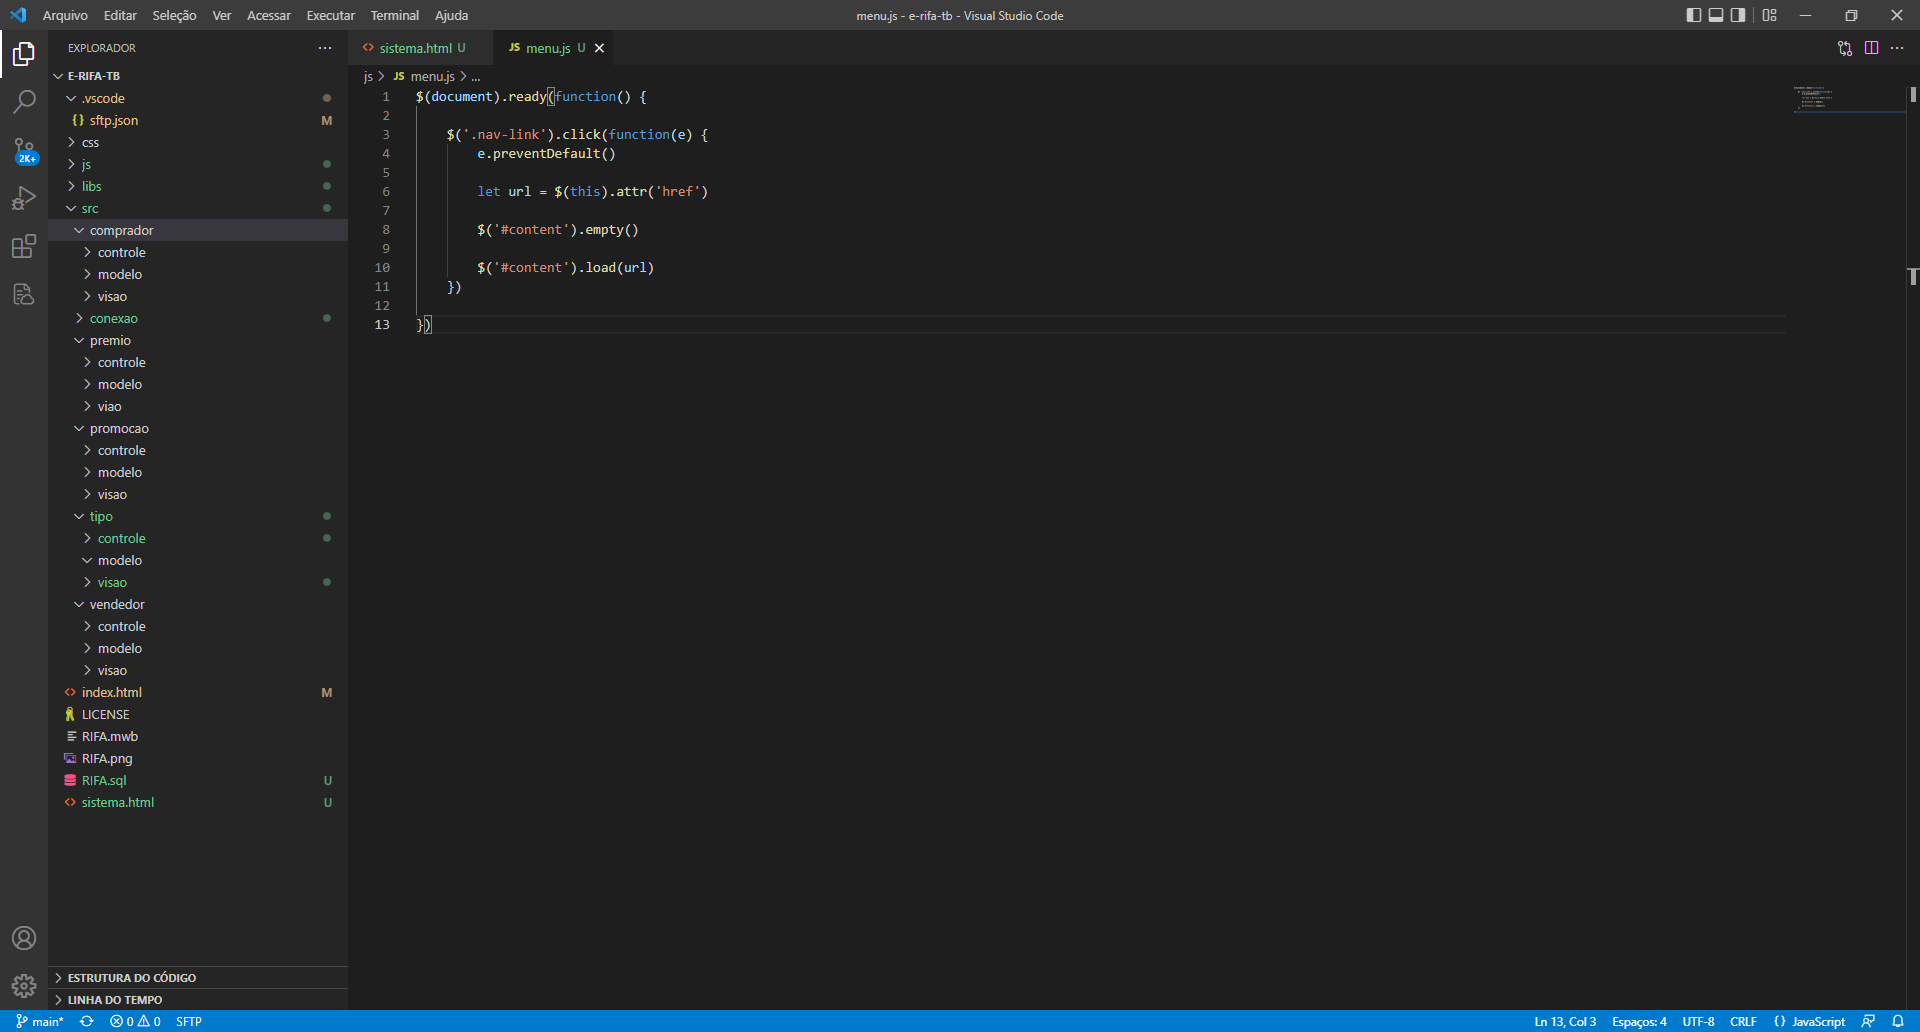 Arquivo Editar Seleção Ver Acessar Executar Terminal Ajuda
menu.js - e-rifa-tb - Visual Studio Code
EXPLORADOR
E-RIFA-TB
.vscode
sftp.json M
css
js
libs
src
comprador
controle
modelo
visao
conexao
premio
controle
modelo
viao
promocao
controle
modelo
visao
tipo
controle
modelo
visao
vendedor
controle
modelo
visao
index.html M
LICENSE
RIFA.mwb
RIFA.png
RIFA.sql U
sistema.html U
ESTRUTURA DO CÓDIGO
LINHA DO TEMPO
2K+
sistema.html U
JS menu.js U
js > JS menu.js > ...
1 $(document).ready(function() {
2
3 $('.nav-link').click(function(e) {
4 e.preventDefault()
5
6 let url = $(this).attr('href')
7
8 $('#content').empty()
9
10 $('#content').load(url)
11 })
12
13 })
main* 0 0 SFTP
Ln 13, Col 3 Espaços: 4 UTF-8 CRLF {} JavaScript